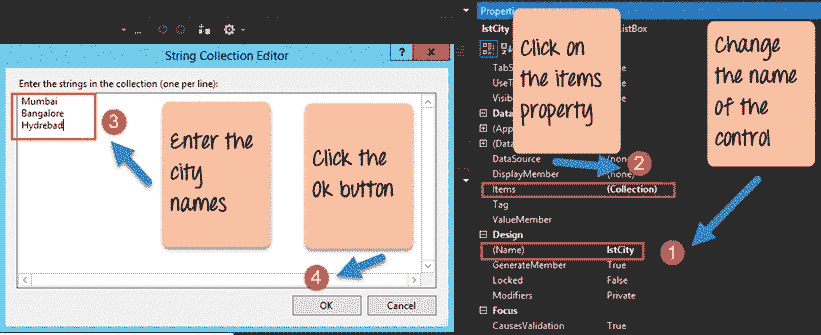 String Collection Editor
?
x
Enter the strings in the collection (one per line):
Mumbai
Bangalore
Hydrebad
3
Enter the
city
names
Click the
Ok button
4
OK
Cancel
Properti
lstCity
ListBox
Click on
the items
property
Change
the name
of the
control
TabS
UseT
Visib
Data
(App
(Data
DataSource
(none)
2
DisplayMember
(none)
Items
(Collection)
Tag
ValueMember
Design
(Name)
lstCity
1
GenerateMember
True
Locked
False
Modifiers
Private
Focus
CausesValidation
True